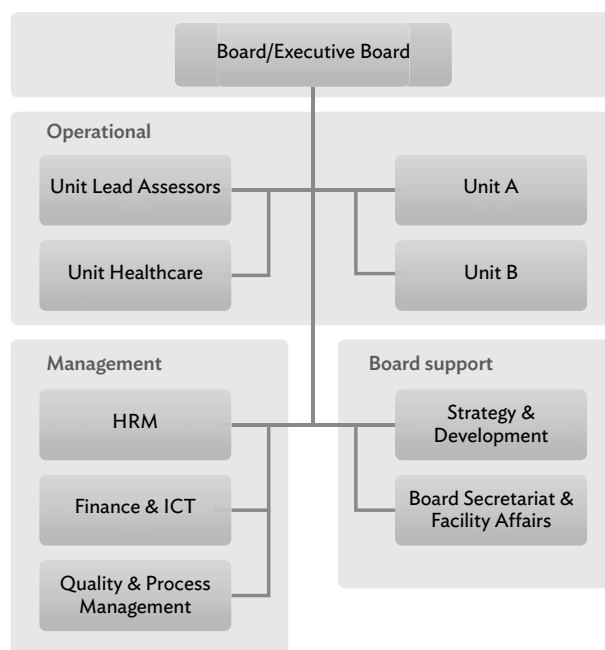 Board/Executive Board
Operational
Unit Lead Assessors
Unit A
Unit Healthcare
Unit B
Management
HRM
Finance & ICT
Quality & Process
Management
Board support
Strategy &
Development
Board Secretariat &
Facility Affairs